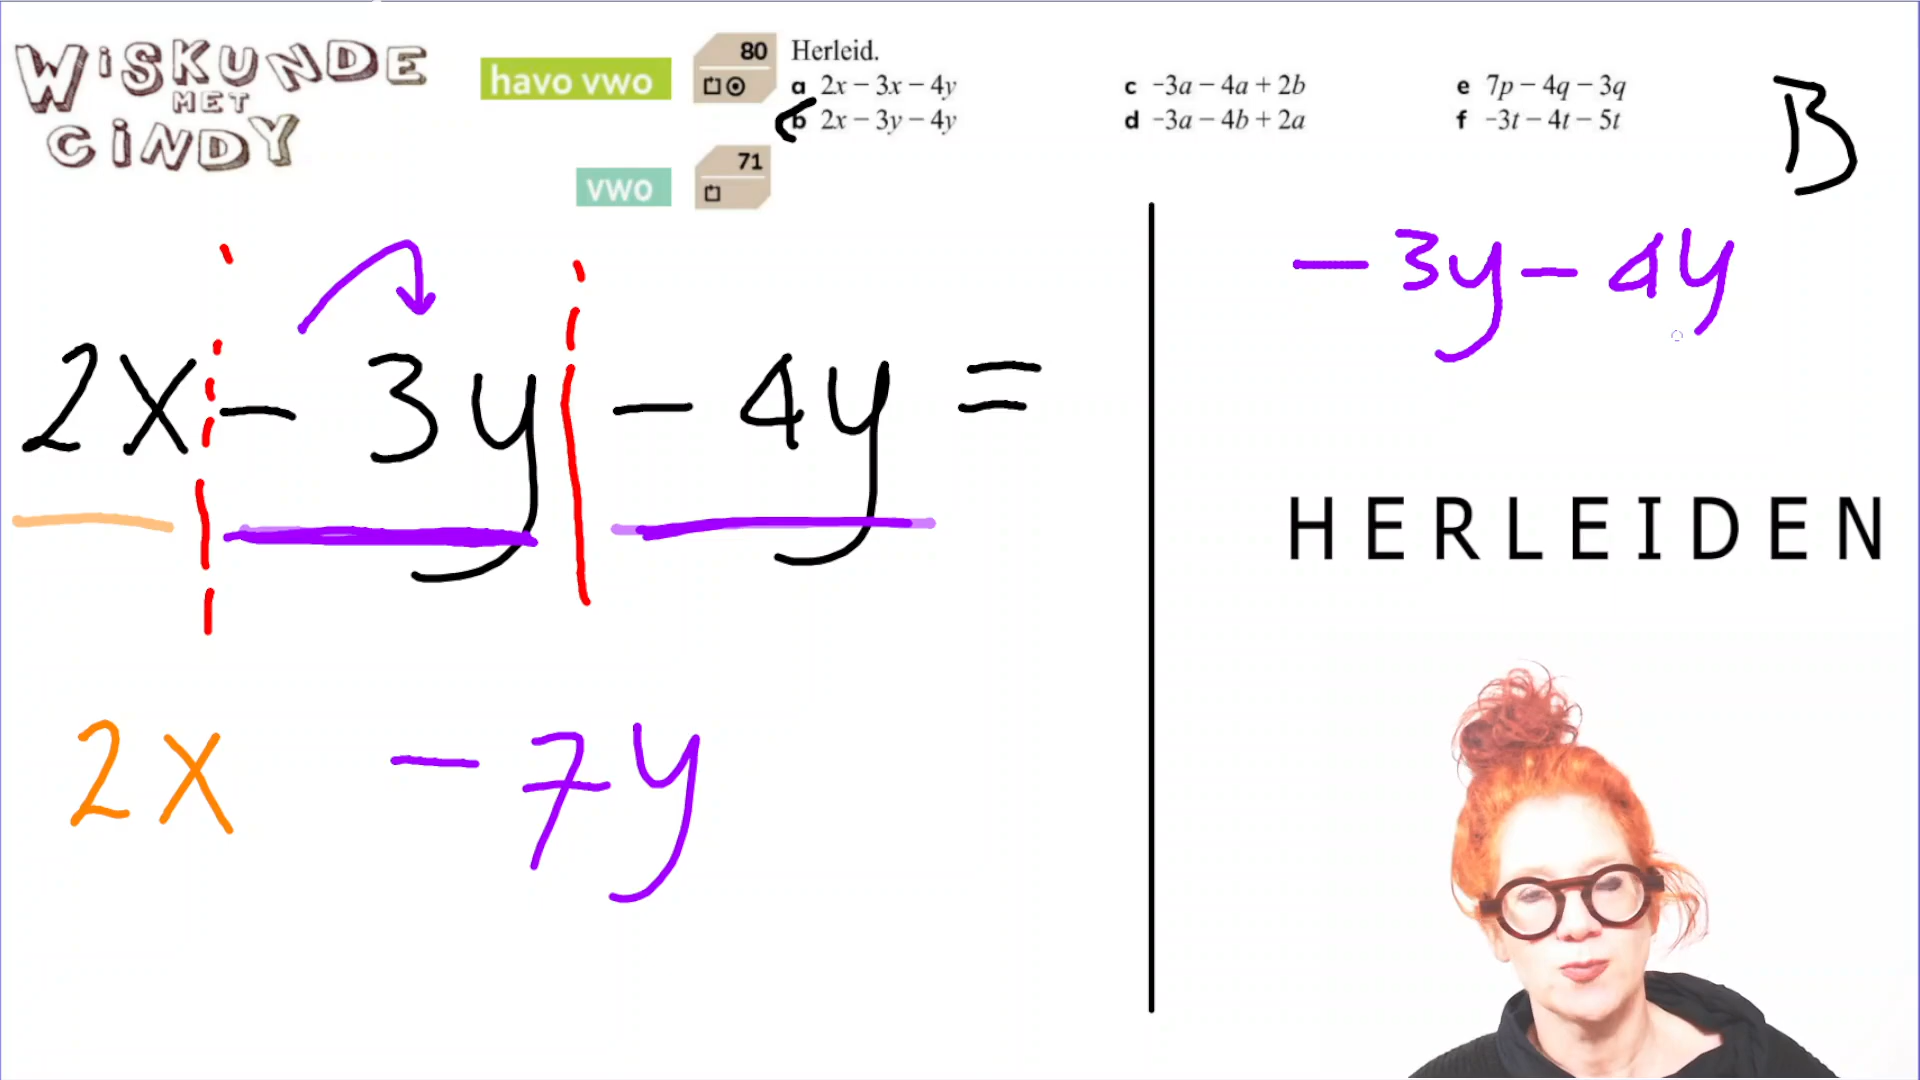 WiSKUNDE
MET
CiNDY
havo vwo
80
Herleid.
a 2x – 3x – 4y
b 2x – 3y – 4y
c -3a – 4a + 2b
d -3a – 4b + 2a
e 7p – 4q – 3q
f -3t – 4t – 5t
B
vwo
71
2x – 3y – 4y =
2x – 7y
– 3y – 4y
HERLEIDEN